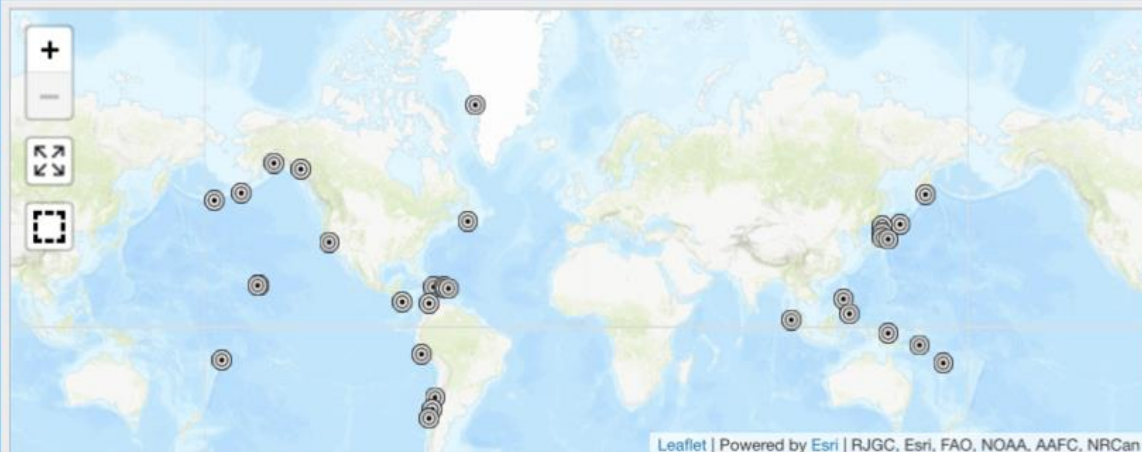 +
−
Leaflet | Powered by Esri | RJGC, Esri, FAO, NOAA, AAFC, NRCan